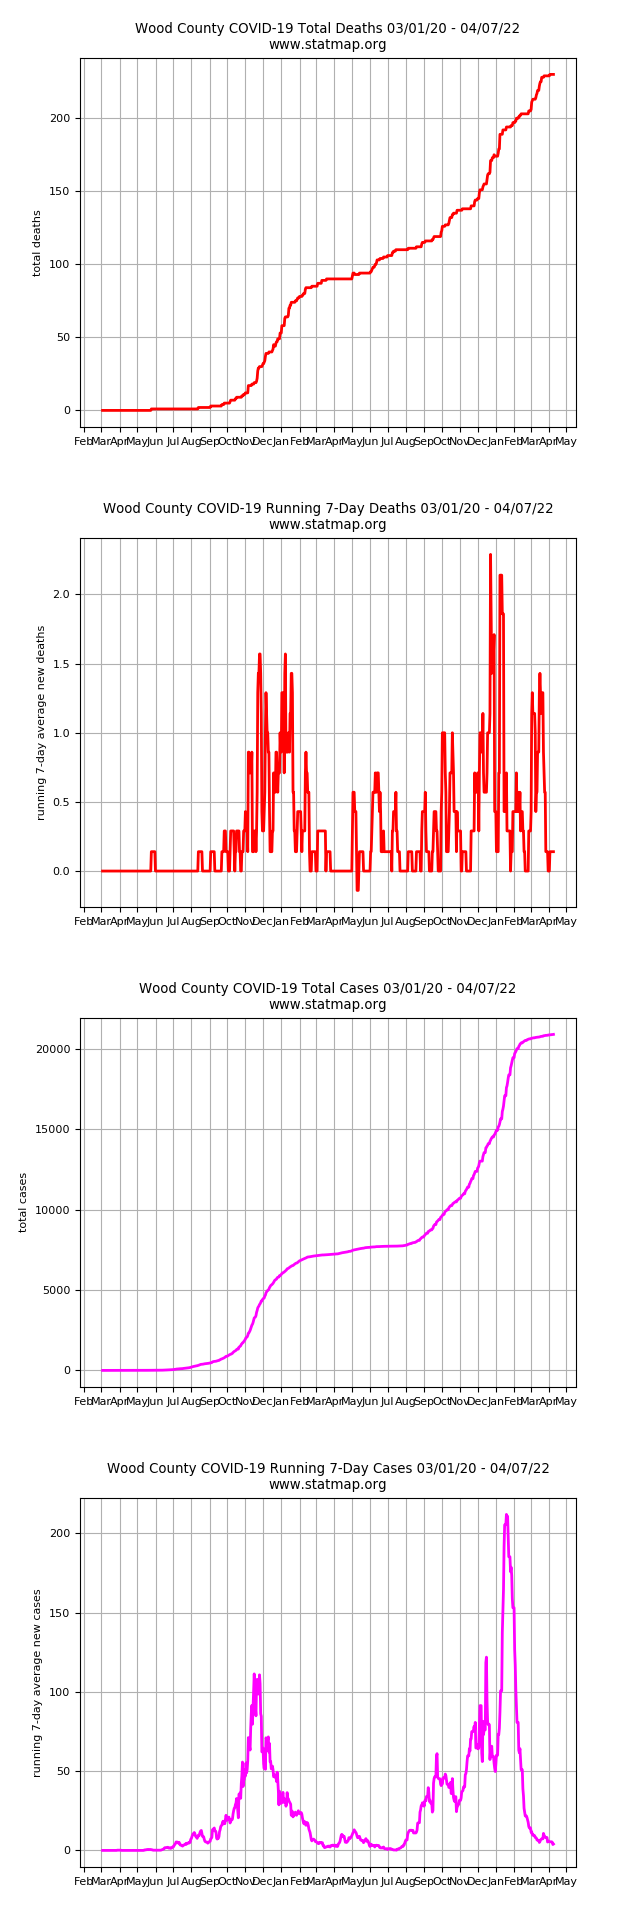 Wood County COVID-19 Total Deaths 03/01/20 - 04/07/22
www.statmap.org
200
150
100
50
0
total deaths
Feb Mar Apr May Jun Jul Aug Sep Oct Nov Dec Jan Feb Mar Apr May Jun Jul Aug Sep Oct Nov Dec Jan Feb Mar Apr May
Wood County COVID-19 Running 7-Day Deaths 03/01/20 - 04/07/22
www.statmap.org
2.0
1.5
1.0
0.5
0.0
running 7-day average new deaths
Feb Mar Apr May Jun Jul Aug Sep Oct Nov Dec Jan Feb Mar Apr May Jun Jul Aug Sep Oct Nov Dec Jan Feb Mar Apr May
Wood County COVID-19 Total Cases 03/01/20 - 04/07/22
www.statmap.org
20000
15000
10000
5000
0
total cases
Feb Mar Apr May Jun Jul Aug Sep Oct Nov Dec Jan Feb Mar Apr May Jun Jul Aug Sep Oct Nov Dec Jan Feb Mar Apr May
Wood County COVID-19 Running 7-Day Cases 03/01/20 - 04/07/22
www.statmap.org
200
150
100
50
0
running 7-day average new cases
Feb Mar Apr May Jun Jul Aug Sep Oct Nov Dec Jan Feb Mar Apr May Jun Jul Aug Sep Oct Nov Dec Jan Feb Mar Apr May